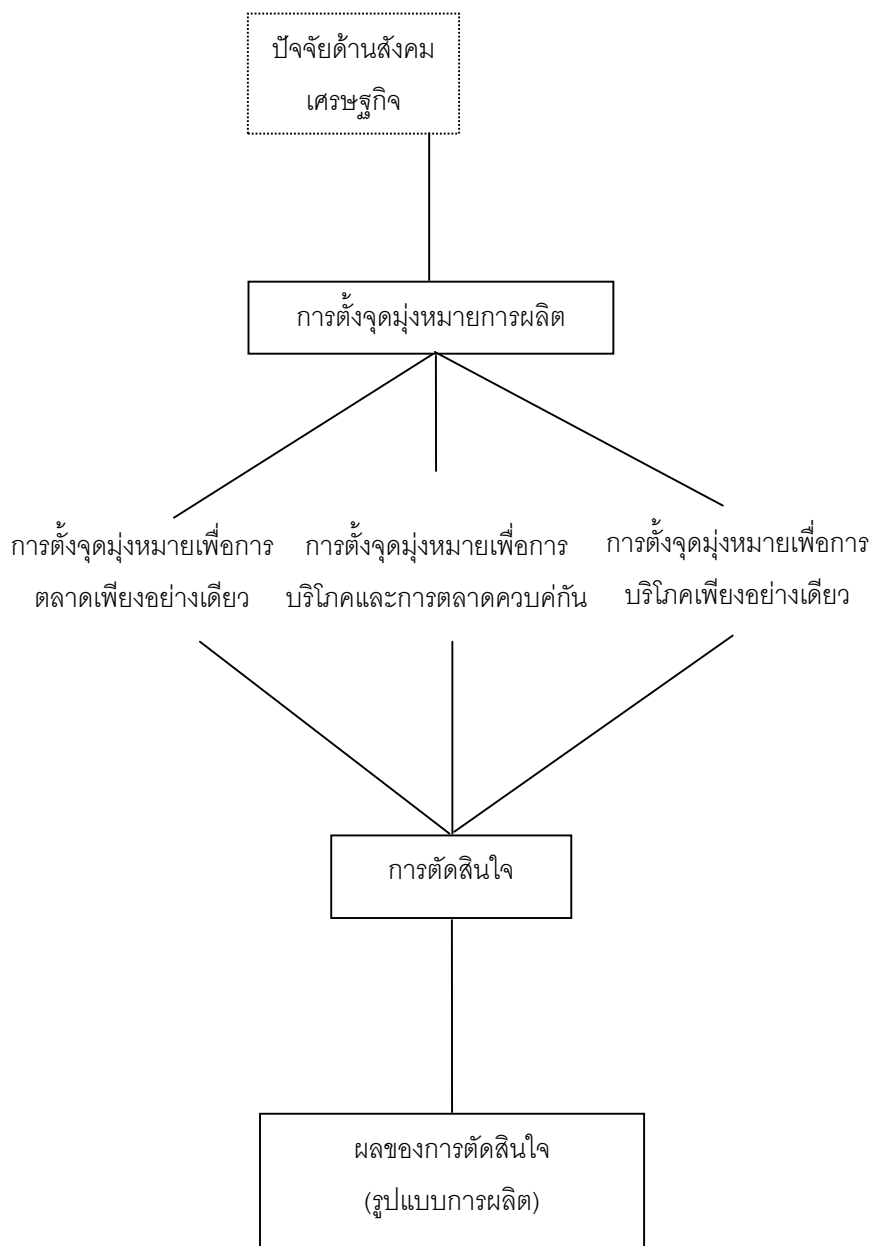 ปัจจัยด้านสังคม
เศรษฐกิจ
การตั้งจุดมุ่งหมายการผลิต
การตั้งจุดมุ่งหมายเพื่อการ
ตลาดเพียงอย่างเดียว
การตั้งจุดมุ่งหมายเพื่อการ
บริโภคและการตลาดควบค่กัน
การตั้งจุดมุ่งหมายเพื่อการ
บริโภคเพียงอย่างเดียว
การตัดสินใจ
ผลของการตัดสินใจ
(รูปแบบการผลิต)